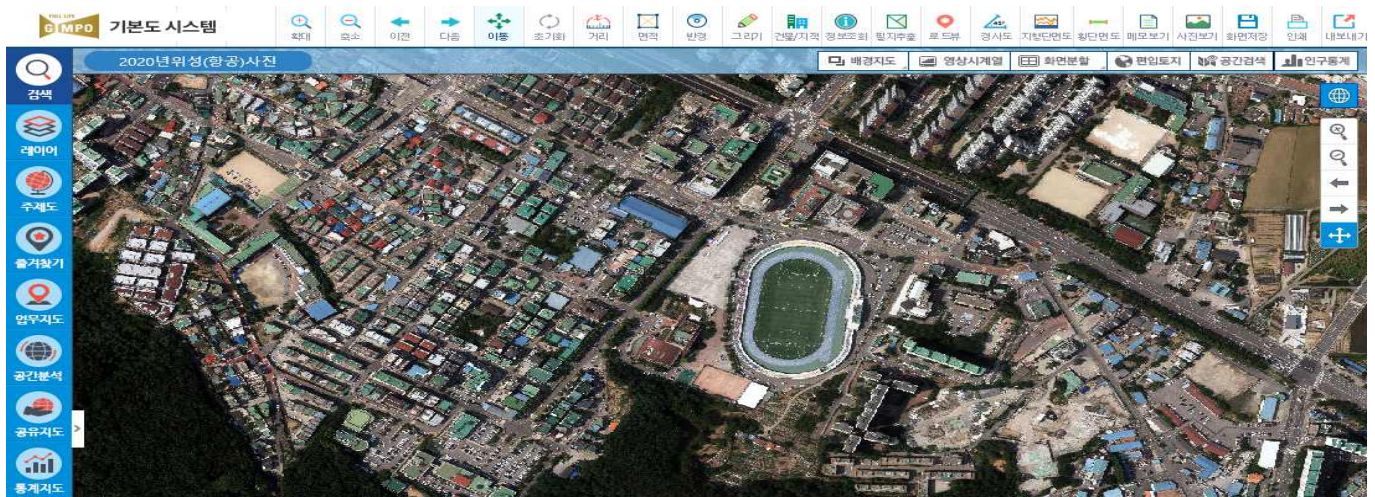 FULL LIFE
GIMPO
기본도 시스템
확대 축소 이전 다음 이동 초기화 거리 면적 반경 그리기 건물/지적 정보조회 필지추출 로드뷰 경사도 지형단면도 횡단면도 메모보기 사진보기 화면저장 인쇄 내보내기
45°
2020년위성(항공)사진
배경지도 영상시계열 화면분할 편입토지 공간검색 인구통계
검색
레이어
주제도
즐겨찾기
업무지도
공간분석
공유지도
통계지도